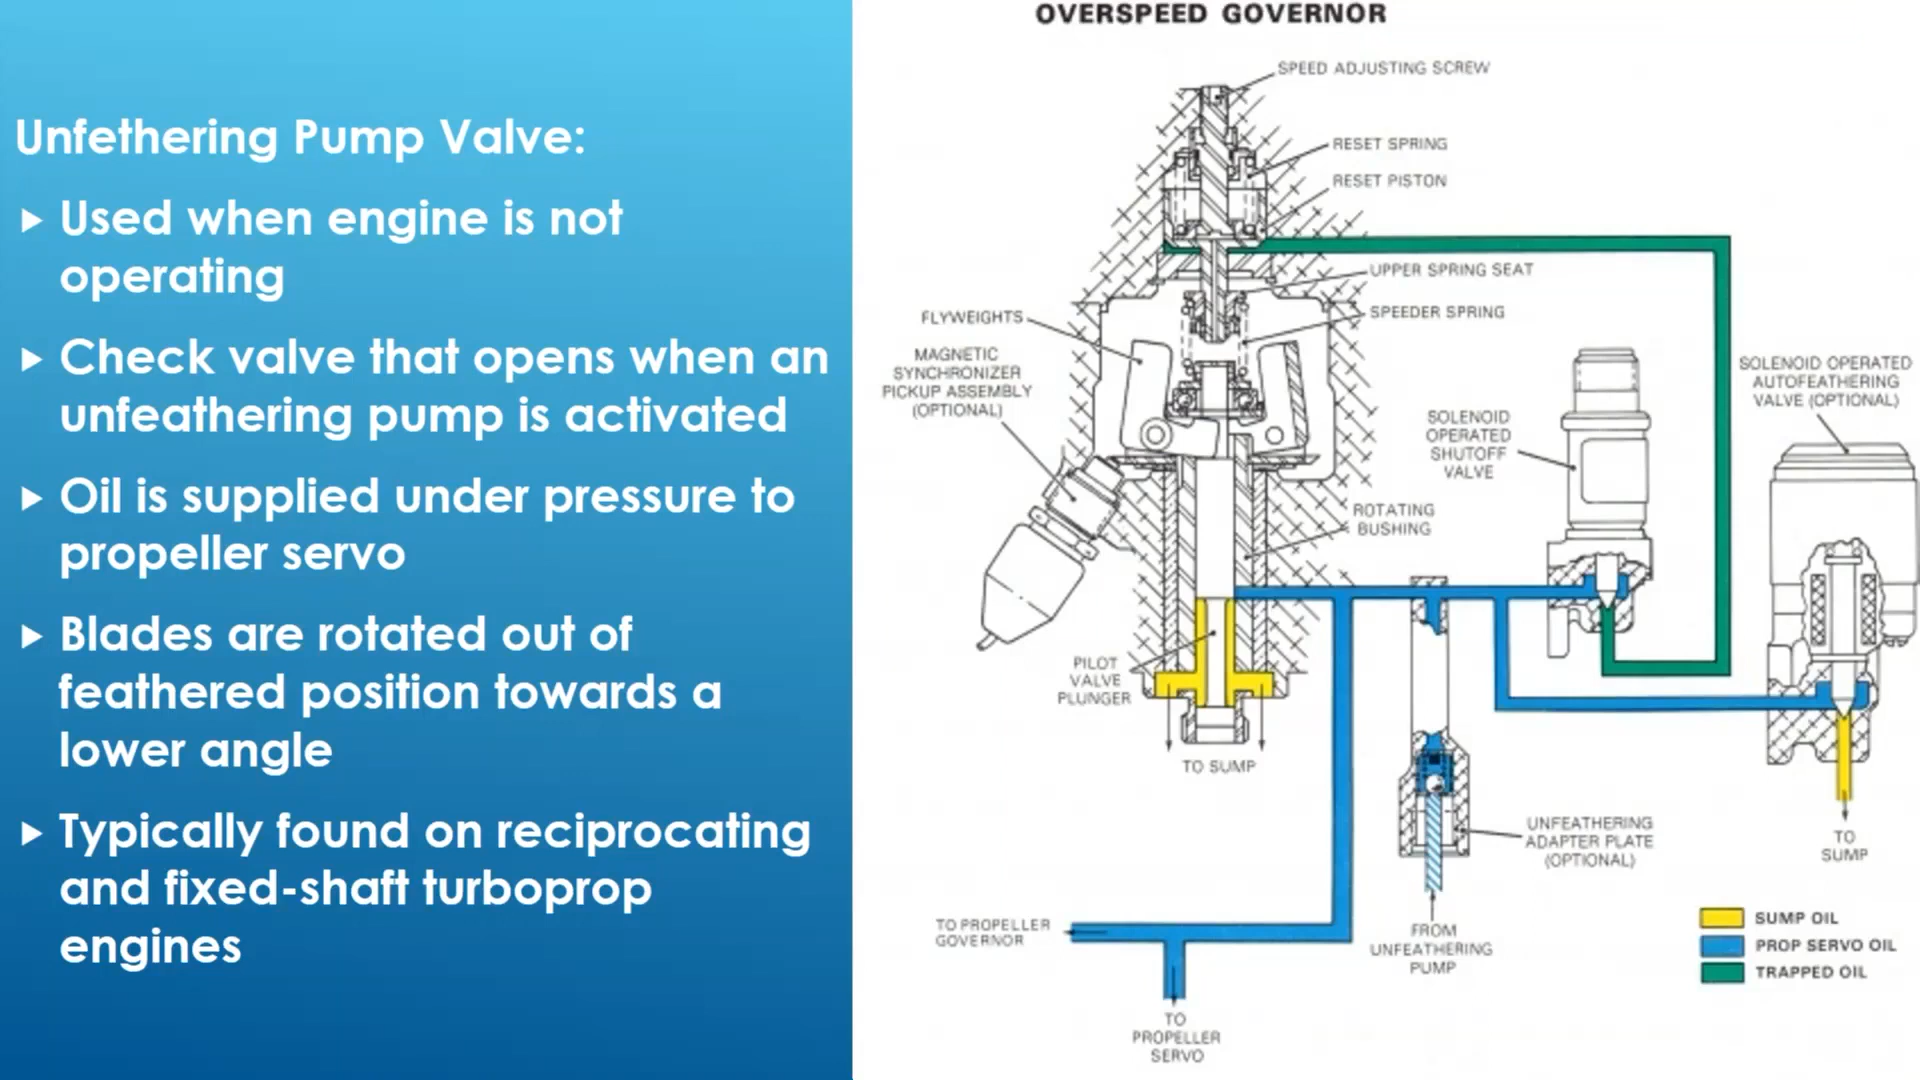 Unfethering Pump Valve:
Used when engine is not
operating
Check valve that opens when an
unfeathering pump is activated
Oil is supplied under pressure to
propeller servo
Blades are rotated out of
feathered position towards a
lower angle
Typically found on reciprocating
and fixed-shaft turboprop
engines
OVERSPEED GOVERNOR
SPEED ADJUSTING SCREW
RESET SPRING
RESET PISTON
UPPER SPRING SEAT
SPEEDER SPRING
FLYWEIGHTS
MAGNETIC
SYNCHRONIZER
PICKUP ASSEMBLY
(OPTIONAL)
SOLENOID
OPERATED
SHUTOFF
VALVE
SOLENOID OPERATED
AUTOFEATHERING
VALVE (OPTIONAL)
ROTATING
BUSHING
PILOT
VALVE
PLUNGER
TO SUMP
UNFEATHERING
ADAPTER PLATE
(OPTIONAL)
TO
SUMP
TO PROPELLER
GOVERNOR
FROM
UNFEATHERING
PUMP
TO
PROPELLER
SERVO
SUMP OIL
PROP SERVO OIL
TRAPPED OIL